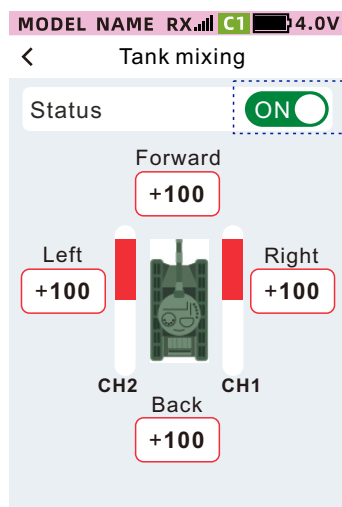 MODEL NAME RX C1 4.0V
Tank mixing
Status ON
Forward
+100
Left Right
+100 +100
CH2 CH1
Back
+100